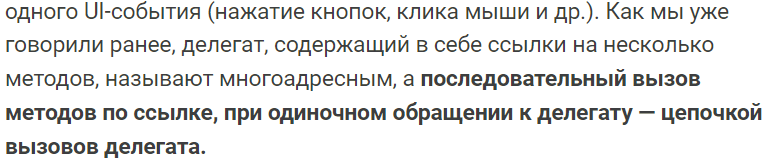 одного UI-события (нажатие кнопок, клика мыши и др.). Как мы уже
говорили ранее, делегат, содержащий в себе ссылки на несколько
методов, называют многоадресным, а последовательный вызов
методов по ссылке, при одиночном обращении к делегату — цепочкой
вызовов делегата.